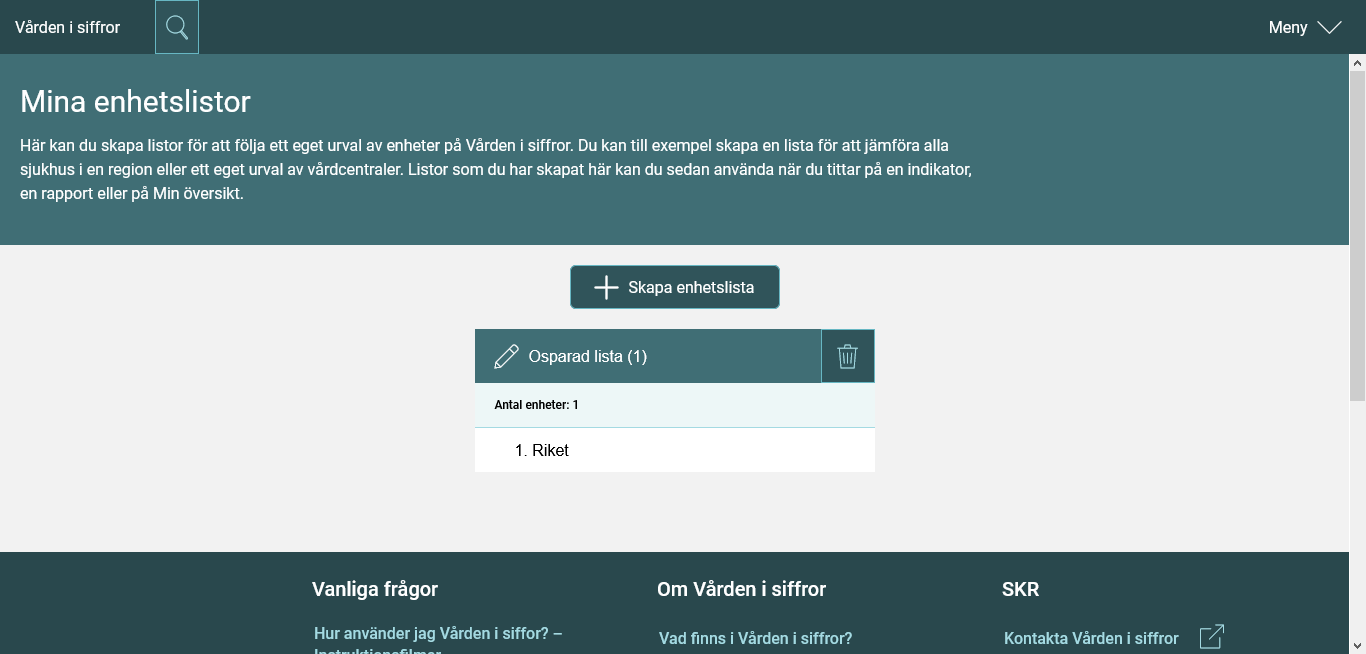 Vården i siffror
Meny
Mina enhetslistor
Här kan du skapa listor för att följa ett eget urval av enheter på Vården i siffror. Du kan till exempel skapa en lista för att jämföra alla
sjukhus i en region eller ett eget urval av vårdcentraler. Listor som du har skapat här kan du sedan använda när du tittar på en indikator,
en rapport eller på Min översikt.
Skapa enhetslista
Osparad lista (1)
Antal enheter: 1
1. Riket
Vanliga frågor
Om Vården i siffror
SKR
Hur använder jag Vården i siffor? –
Instruktionsfilmer
Vad finns i Vården i siffror?
Kontakta Vården i siffror